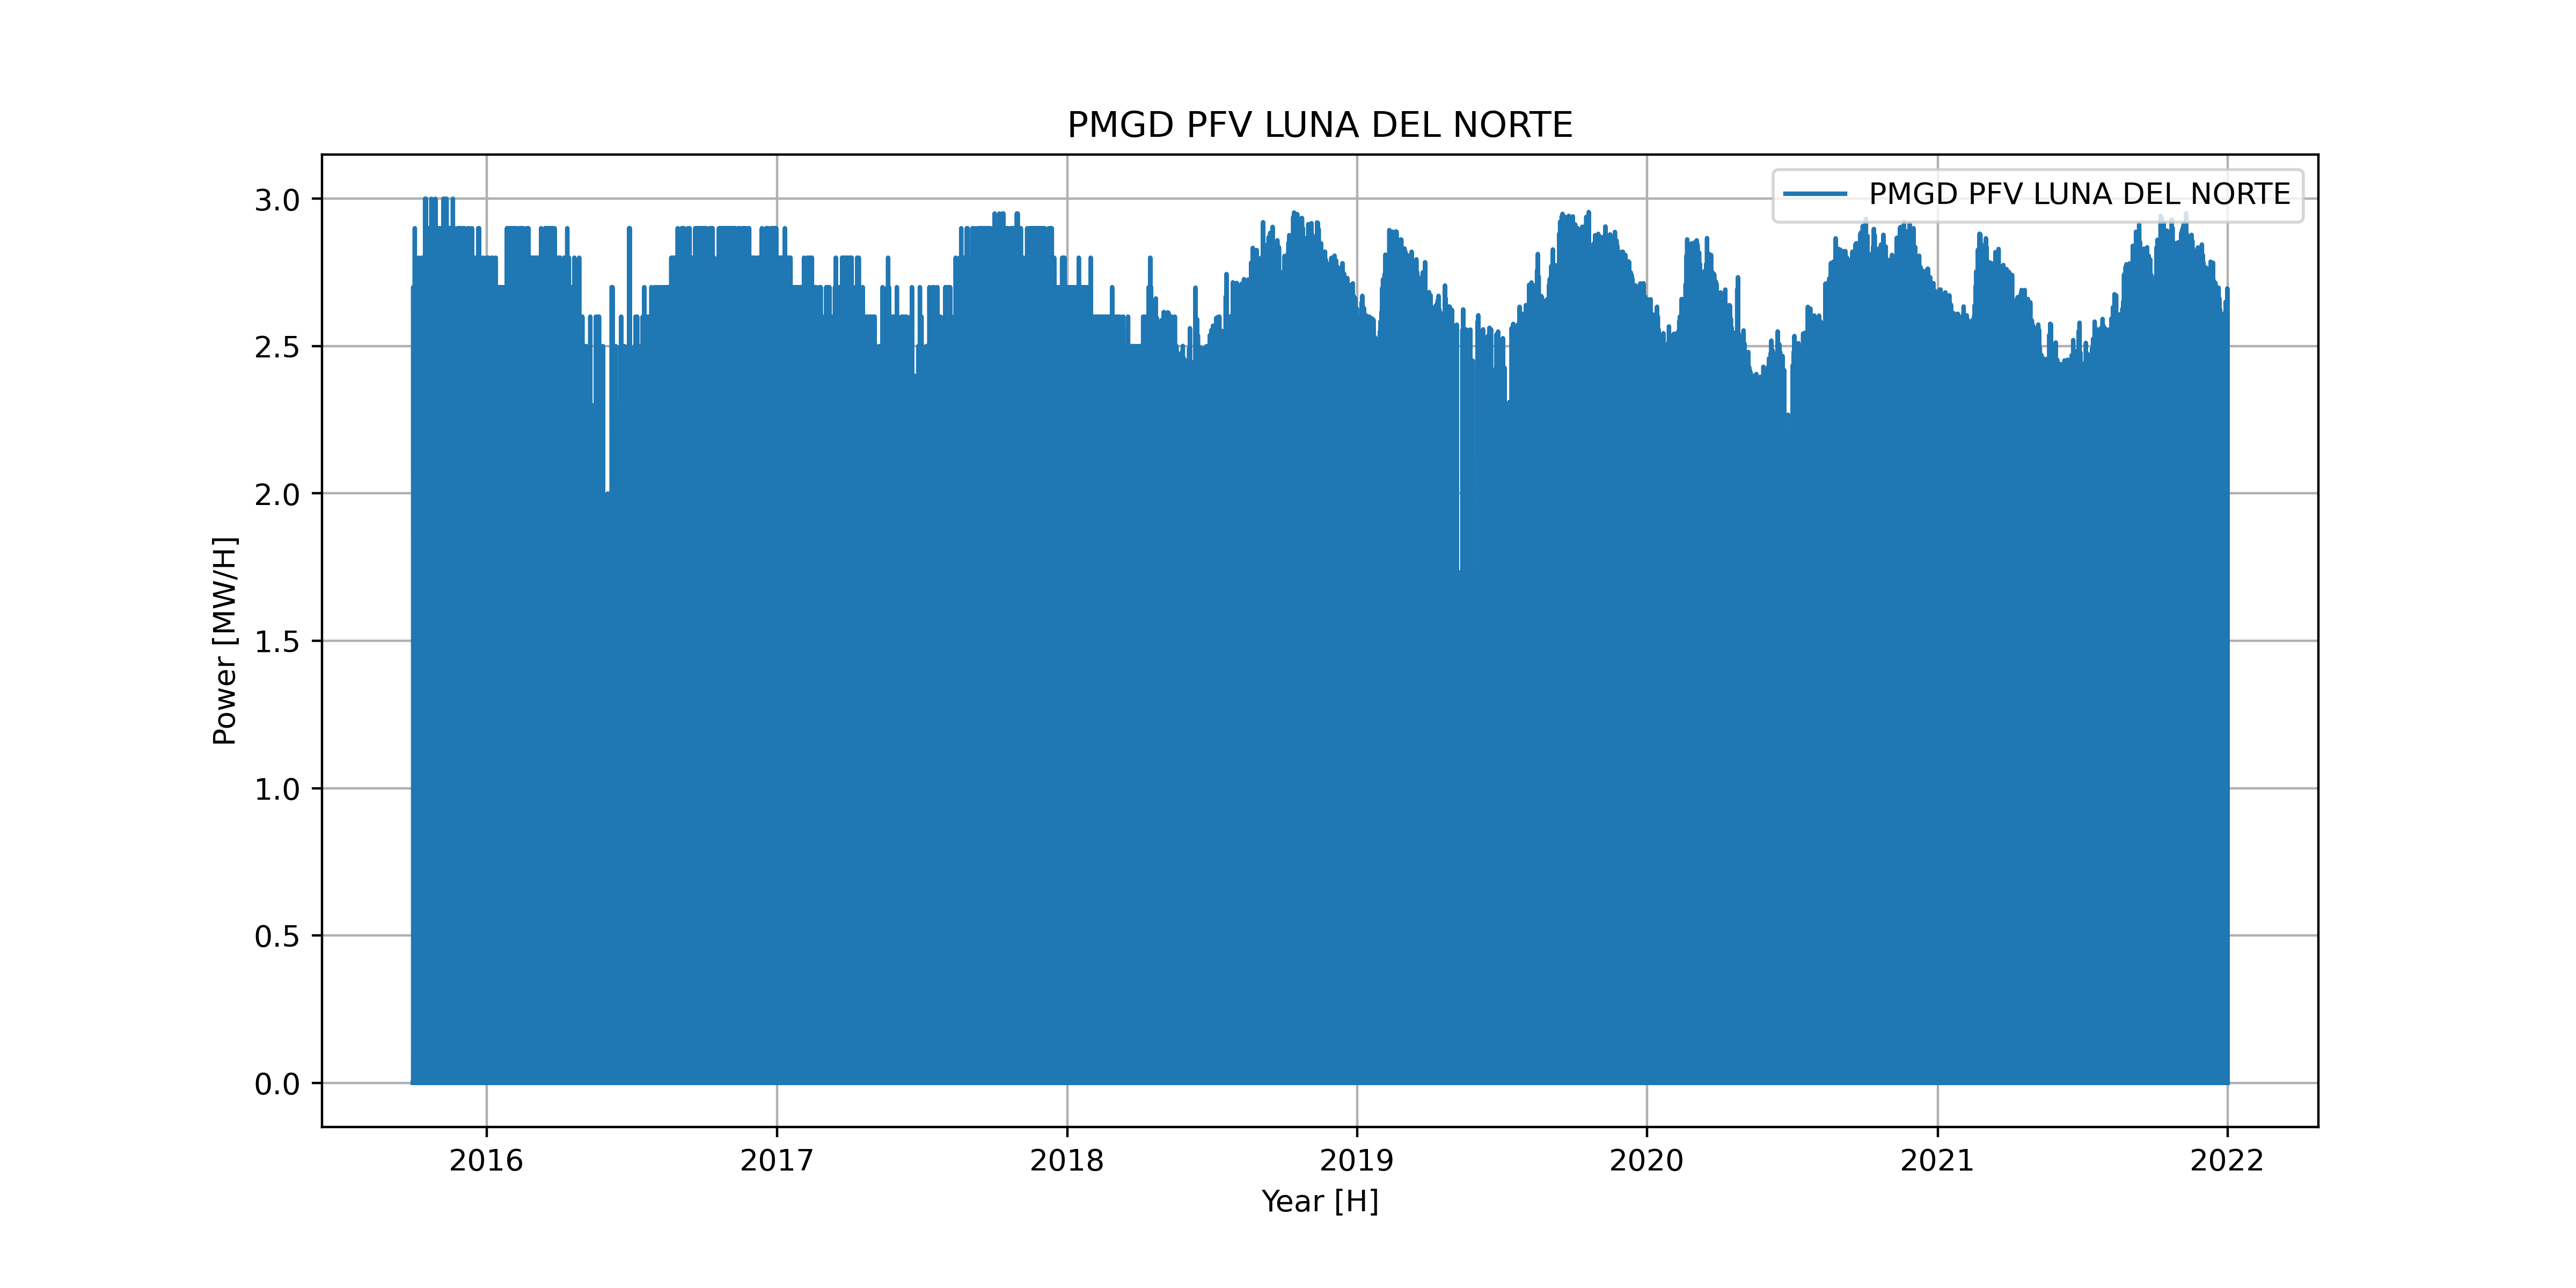 PMGD PFV LUNA DEL NORTE
PMGD PFV LUNA DEL NORTE
3.0
2.5
2.0
1.5
1.0
0.5
0.0
Power [MW/H]
2016 2017 2018 2019 2020 2021 2022
Year [H]